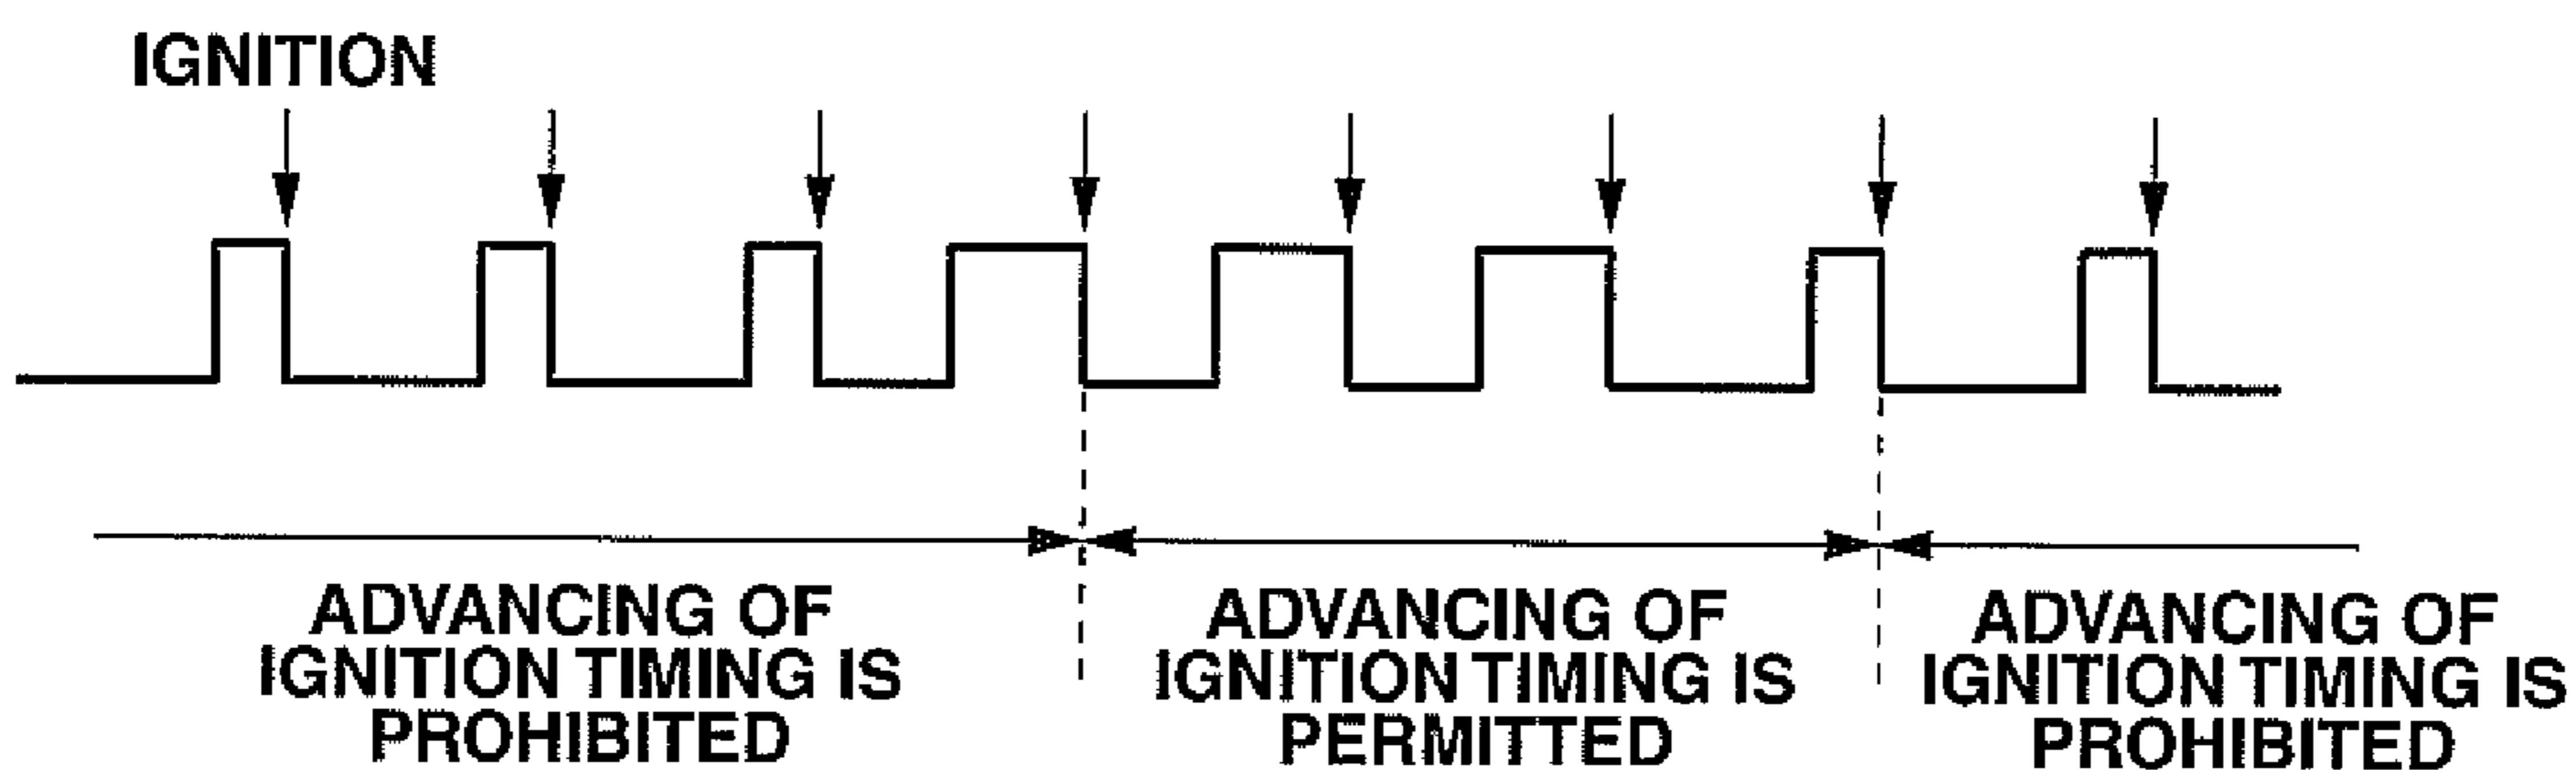 IGNITION
ADVANCING OF
IGNITION TIMING IS
PROHIBITED
ADVANCING OF
IGNITION TIMING IS
PERMITTED
ADVANCING OF
IGNITION TIMING IS
PROHIBITED